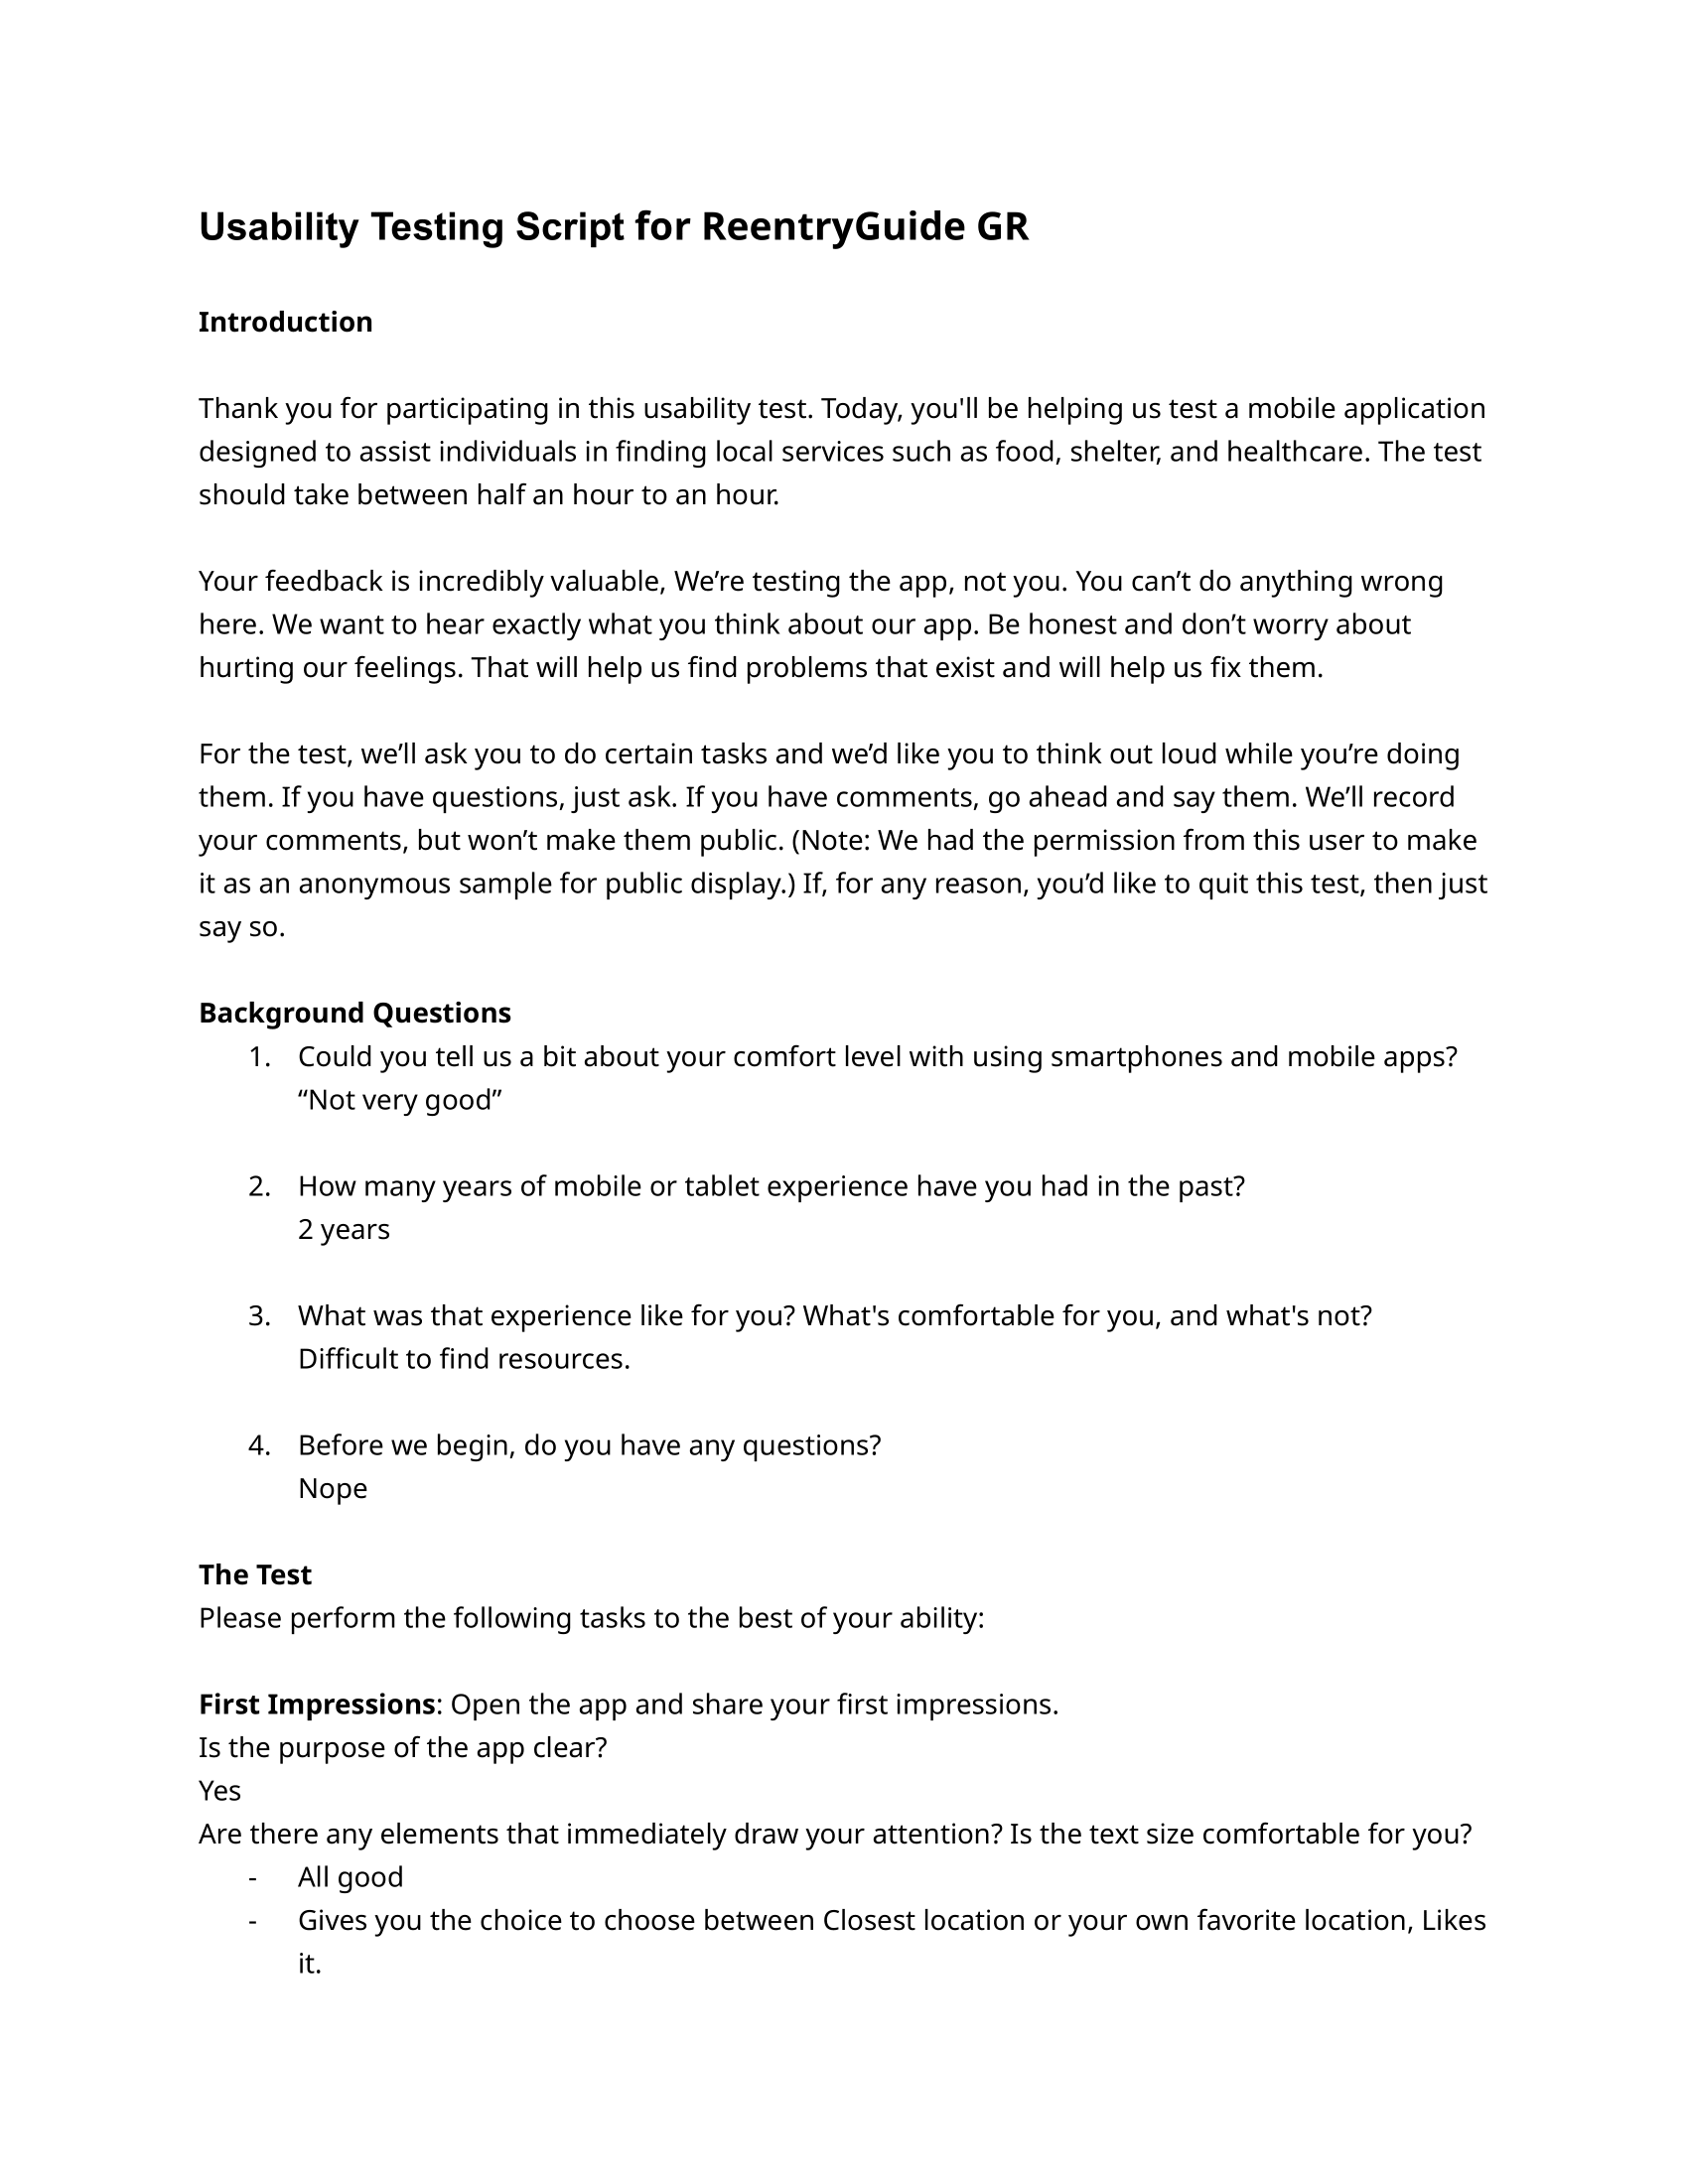 Usability Testing Script for ReentryGuide GR
Introduction
Thank you for participating in this usability test. Today, you'll be helping us test a mobile application
designed to assist individuals in finding local services such as food, shelter, and healthcare. The test
should take between half an hour to an hour.
Your feedback is incredibly valuable, We’re testing the app, not you. You can’t do anything wrong
here. We want to hear exactly what you think about our app. Be honest and don’t worry about
hurting our feelings. That will help us find problems that exist and will help us fix them.
For the test, we’ll ask you to do certain tasks and we’d like you to think out loud while you’re doing
them. If you have questions, just ask. If you have comments, go ahead and say them. We’ll record
your comments, but won’t make them public. (Note: We had the permission from this user to make
it as an anonymous sample for public display.) If, for any reason, you’d like to quit this test, then just
say so.
Background Questions
1. Could you tell us a bit about your comfort level with using smartphones and mobile apps?
“Not very good”
2. How many years of mobile or tablet experience have you had in the past?
2 years
3. What was that experience like for you? What's comfortable for you, and what's not?
Difficult to find resources.
4. Before we begin, do you have any questions?
Nope
The Test
Please perform the following tasks to the best of your ability:
First Impressions: Open the app and share your first impressions.
Is the purpose of the app clear?
Yes
Are there any elements that immediately draw your attention? Is the text size comfortable for you?
- All good
- Gives you the choice to choose between Closest location or your own favorite location, Likes
it.